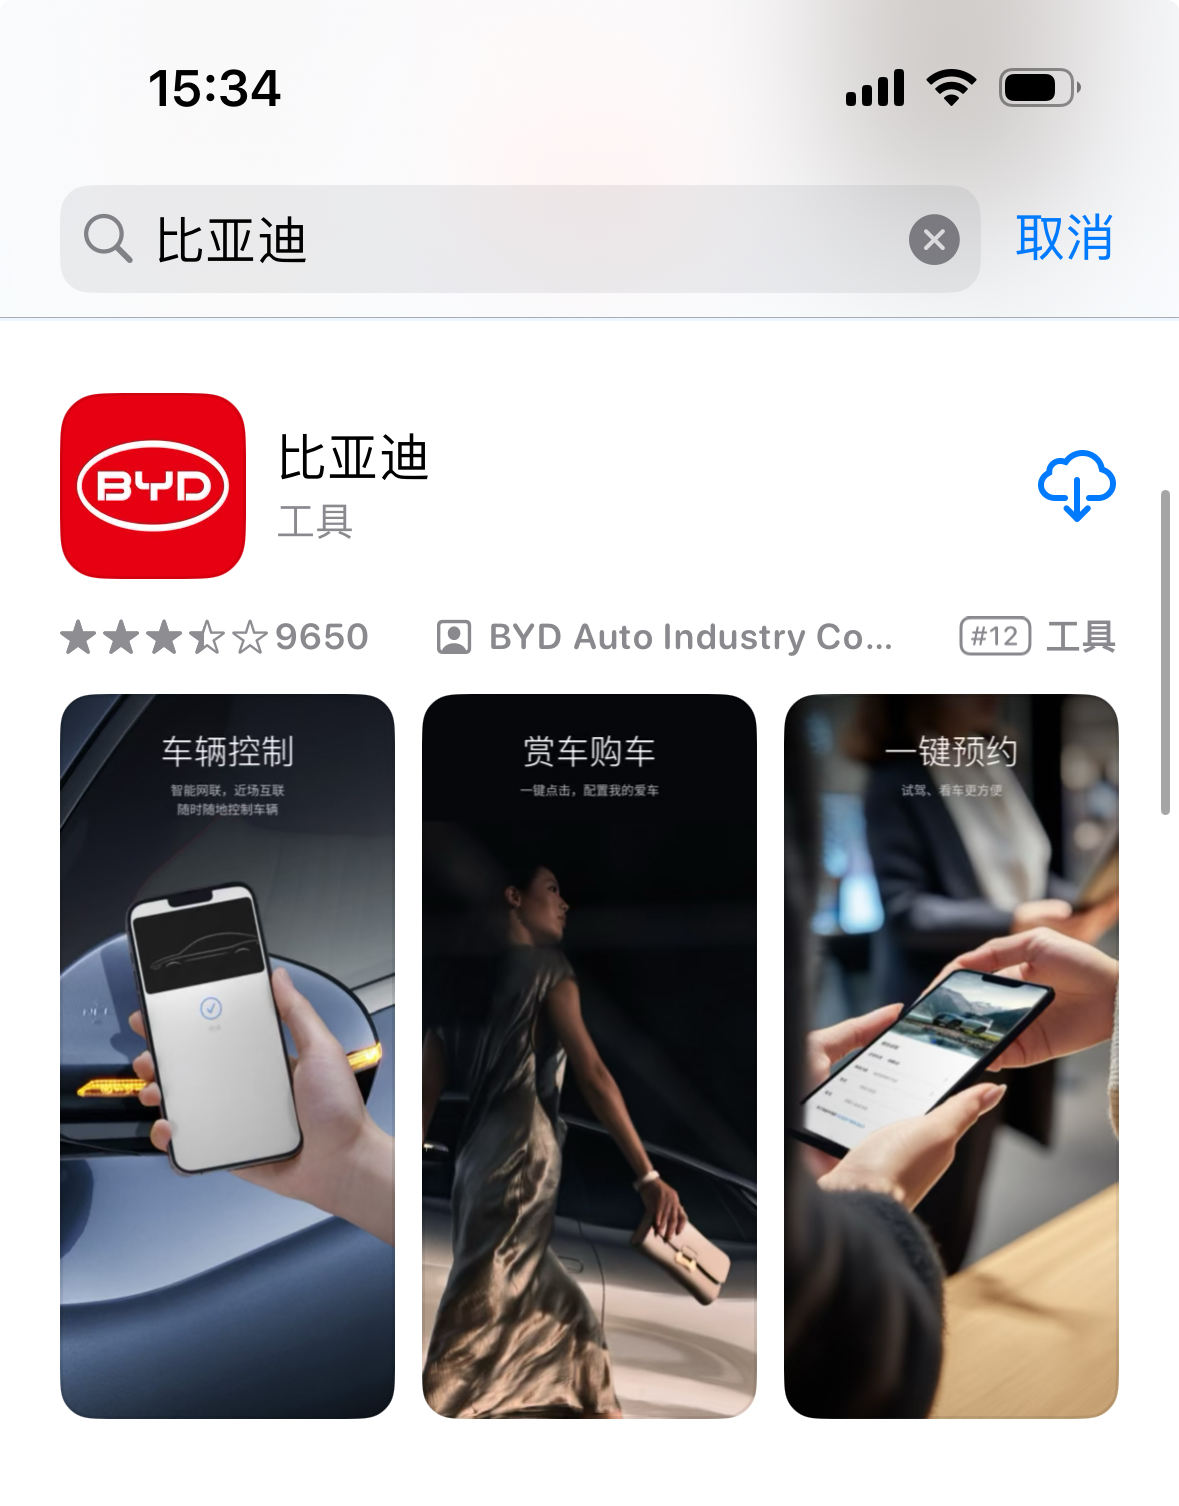 15:34
比亚迪
取消
BYD
比亚迪
工具
9650
BYD Auto Industry Co...
#12 工具
车辆控制
智能网联，近场互联
随时随地控制车辆
赏车购车
一键点击，配置我的爱车
一键预约
试驾、看车更方便